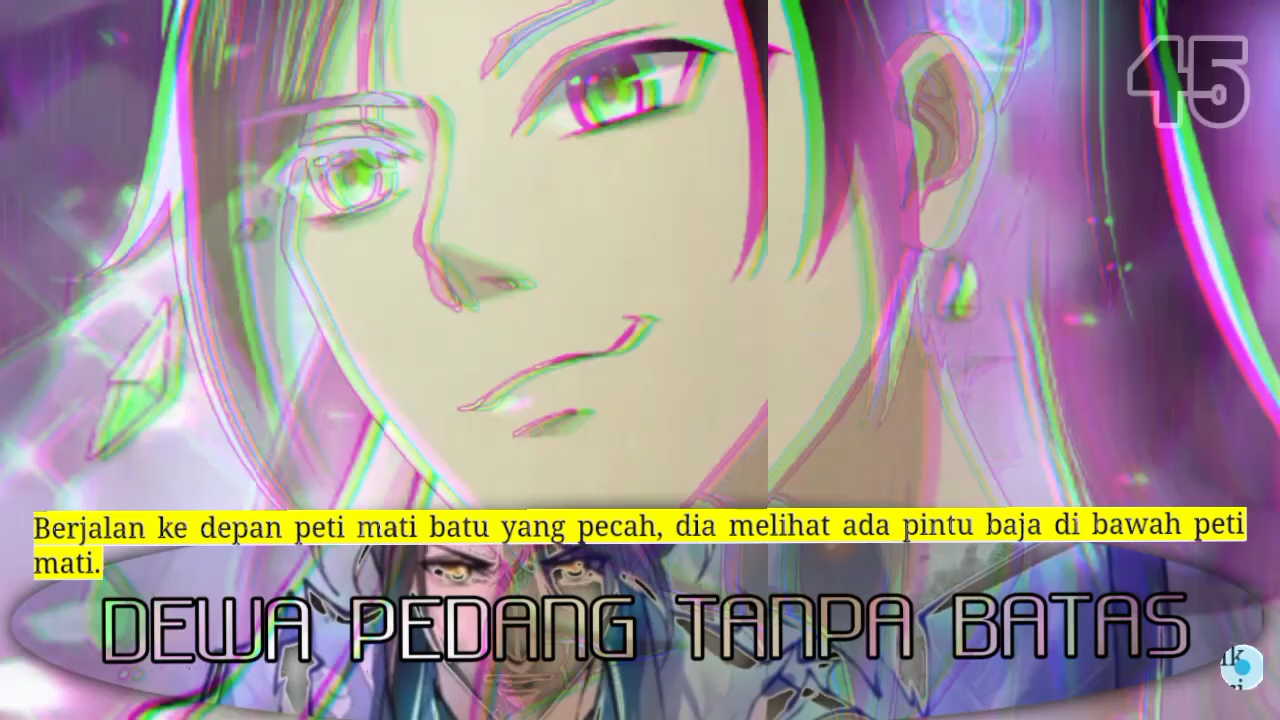 45
Berjalan ke depan peti mati batu yang pecah, dia melihat ada pintu baja di bawah peti
mati.
DEWA PEDANG TANPA BATAS